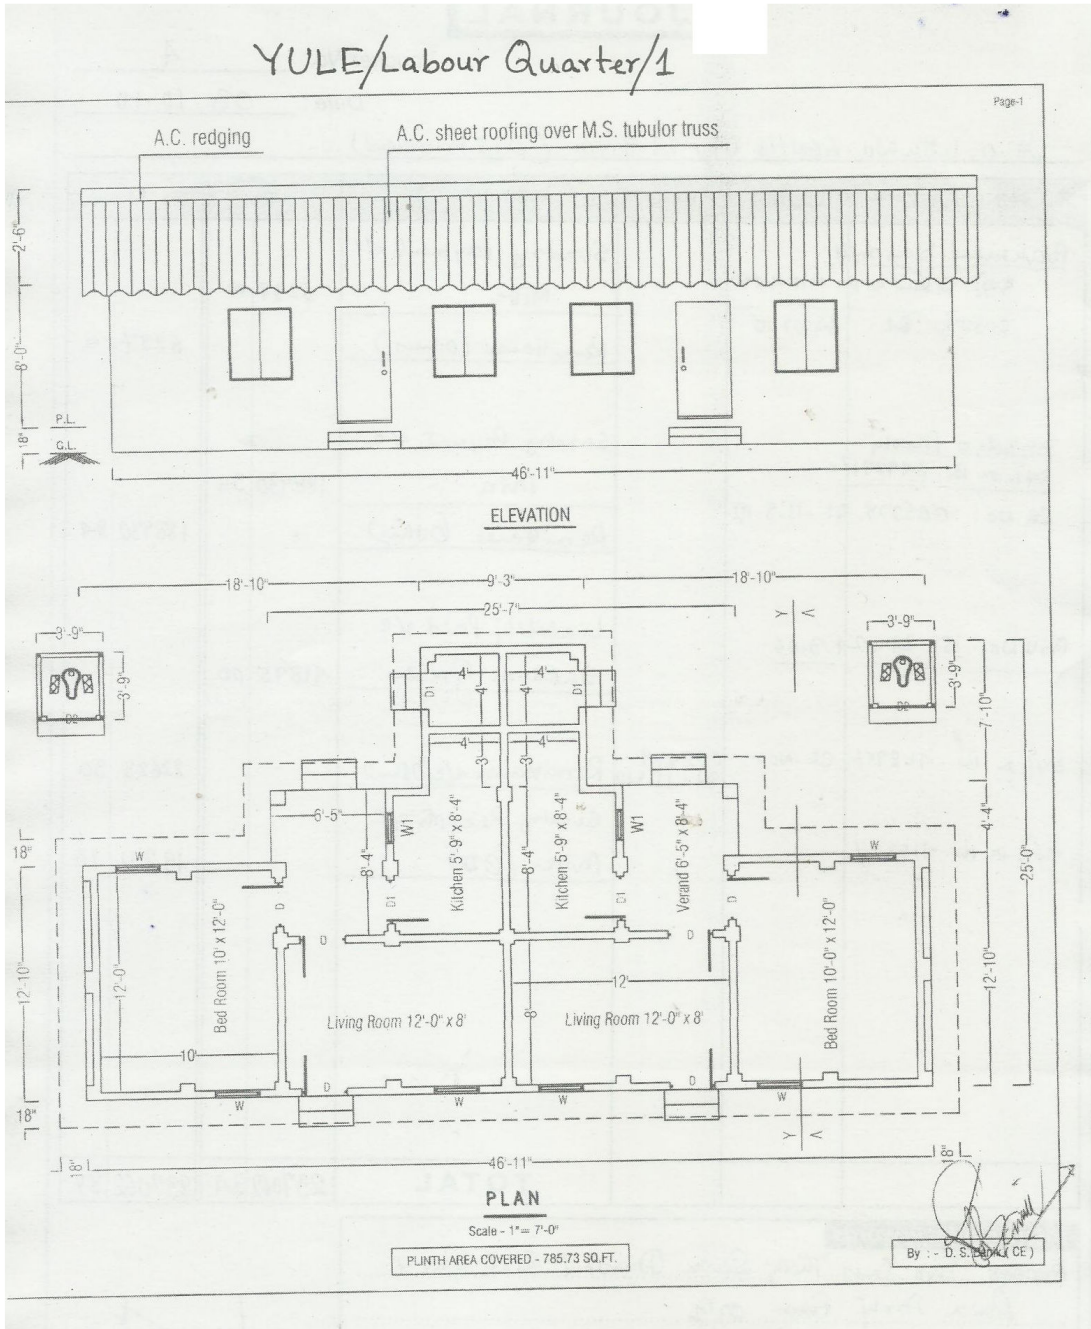 YULE/Labour Quarter/1
Page-1
A.C. redging
A.C. sheet roofing over M.S. tubulor truss
2'-6"
8'-0"
P.L.
18"
G.L.
46'-11"
ELEVATION
18'-10"
9'-3"
18'-10"
25'-7"
3'-9"
3'-9"
D2
Y
3'-9"
3'-9"
D2
7'-10"
4'
4'
4'
4'
D1
D1
4'
4'
3'
3'
6'-5"
8'-4"
W1
Kitchen 5'-9" x 8'-4"
8'-4"
Kitchen 5'-9" x 8'-4"
W1
Verand 6'-5" x 8'-4"
4'-4"
25'-0"
18"
W
W
D
D1
D1
D
D
D
12'-10"
12'-0"
Bed Room 10' x 12'-0"
Living Room 12'-0" x 8'
12'
8'
Living Room 12'-0" x 8'
Bed Room 10'-0" x 12'-0"
12'-10"
10'
18"
W
D
W
W
D
W
Y
18"
46'-11"
18"
PLAN
Scale - 1" = 7'-0"
PLINTH AREA COVERED - 785.73 SQ.FT.
By : - D. S. ( CE )